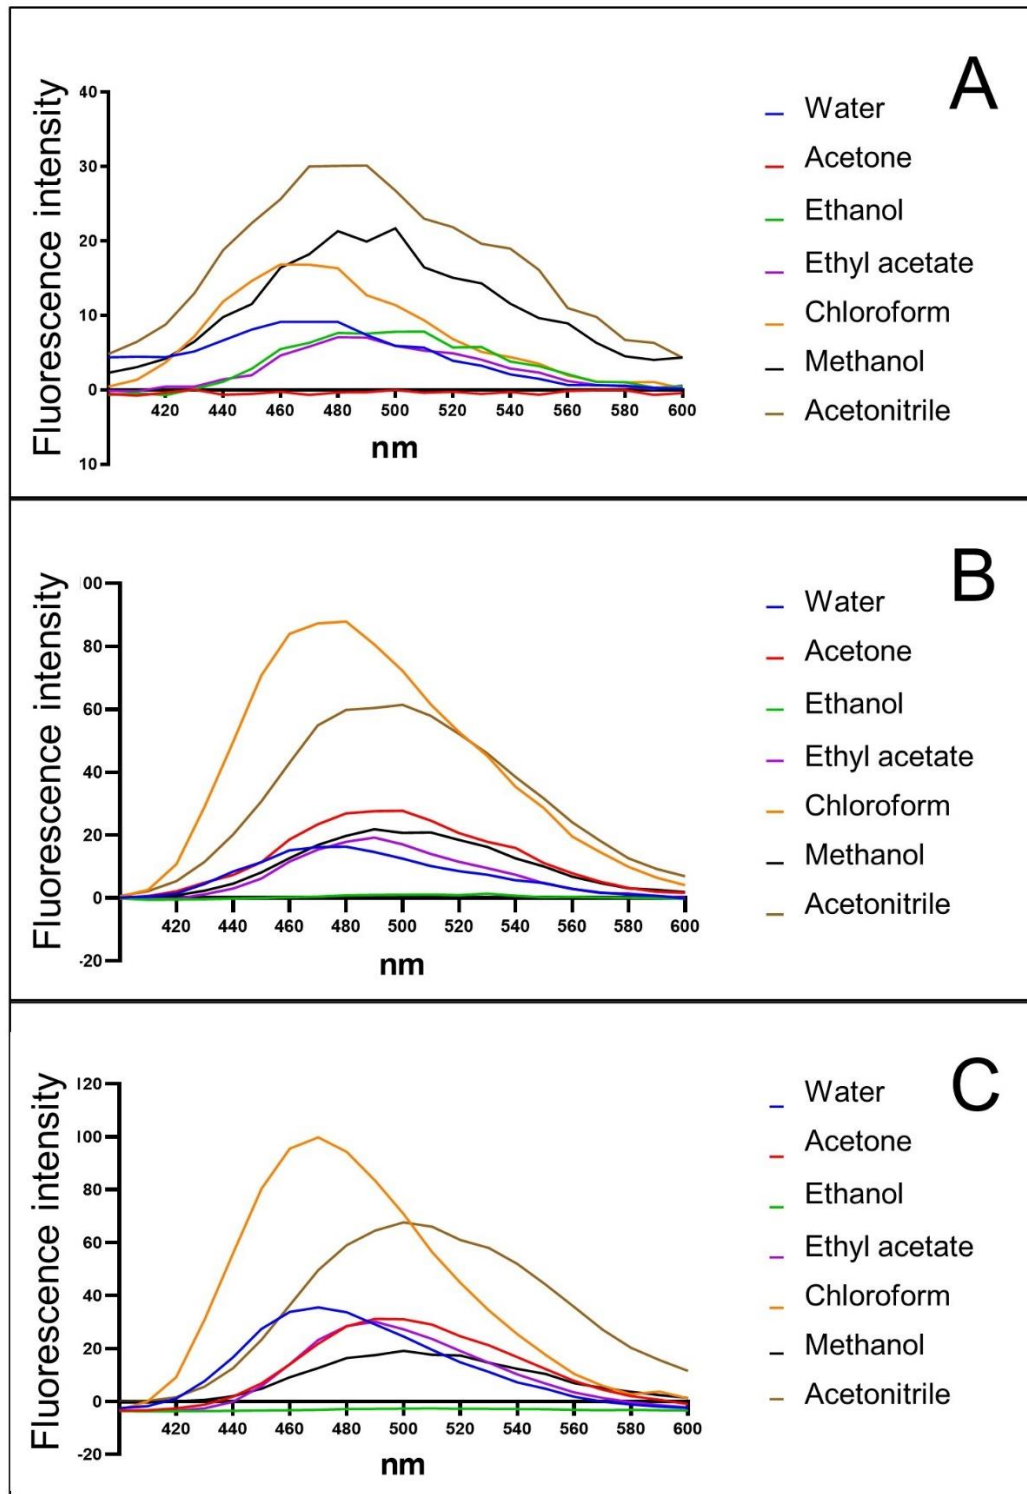 A
Fluorescence intensity
40
30
20
10
0
10
420 440 460 480 500 520 540 560 580 600
nm
Water
Acetone
Ethanol
Ethyl acetate
Chloroform
Methanol
Acetonitrile
B
Fluorescence intensity
00
80
60
40
20
0
-20
420 440 460 480 500 520 540 560 580 600
nm
Water
Acetone
Ethanol
Ethyl acetate
Chloroform
Methanol
Acetonitrile
C
Fluorescence intensity
120
100
80
60
40
20
0
-20
420 440 460 480 500 520 540 560 580 600
nm
Water
Acetone
Ethanol
Ethyl acetate
Chloroform
Methanol
Acetonitrile